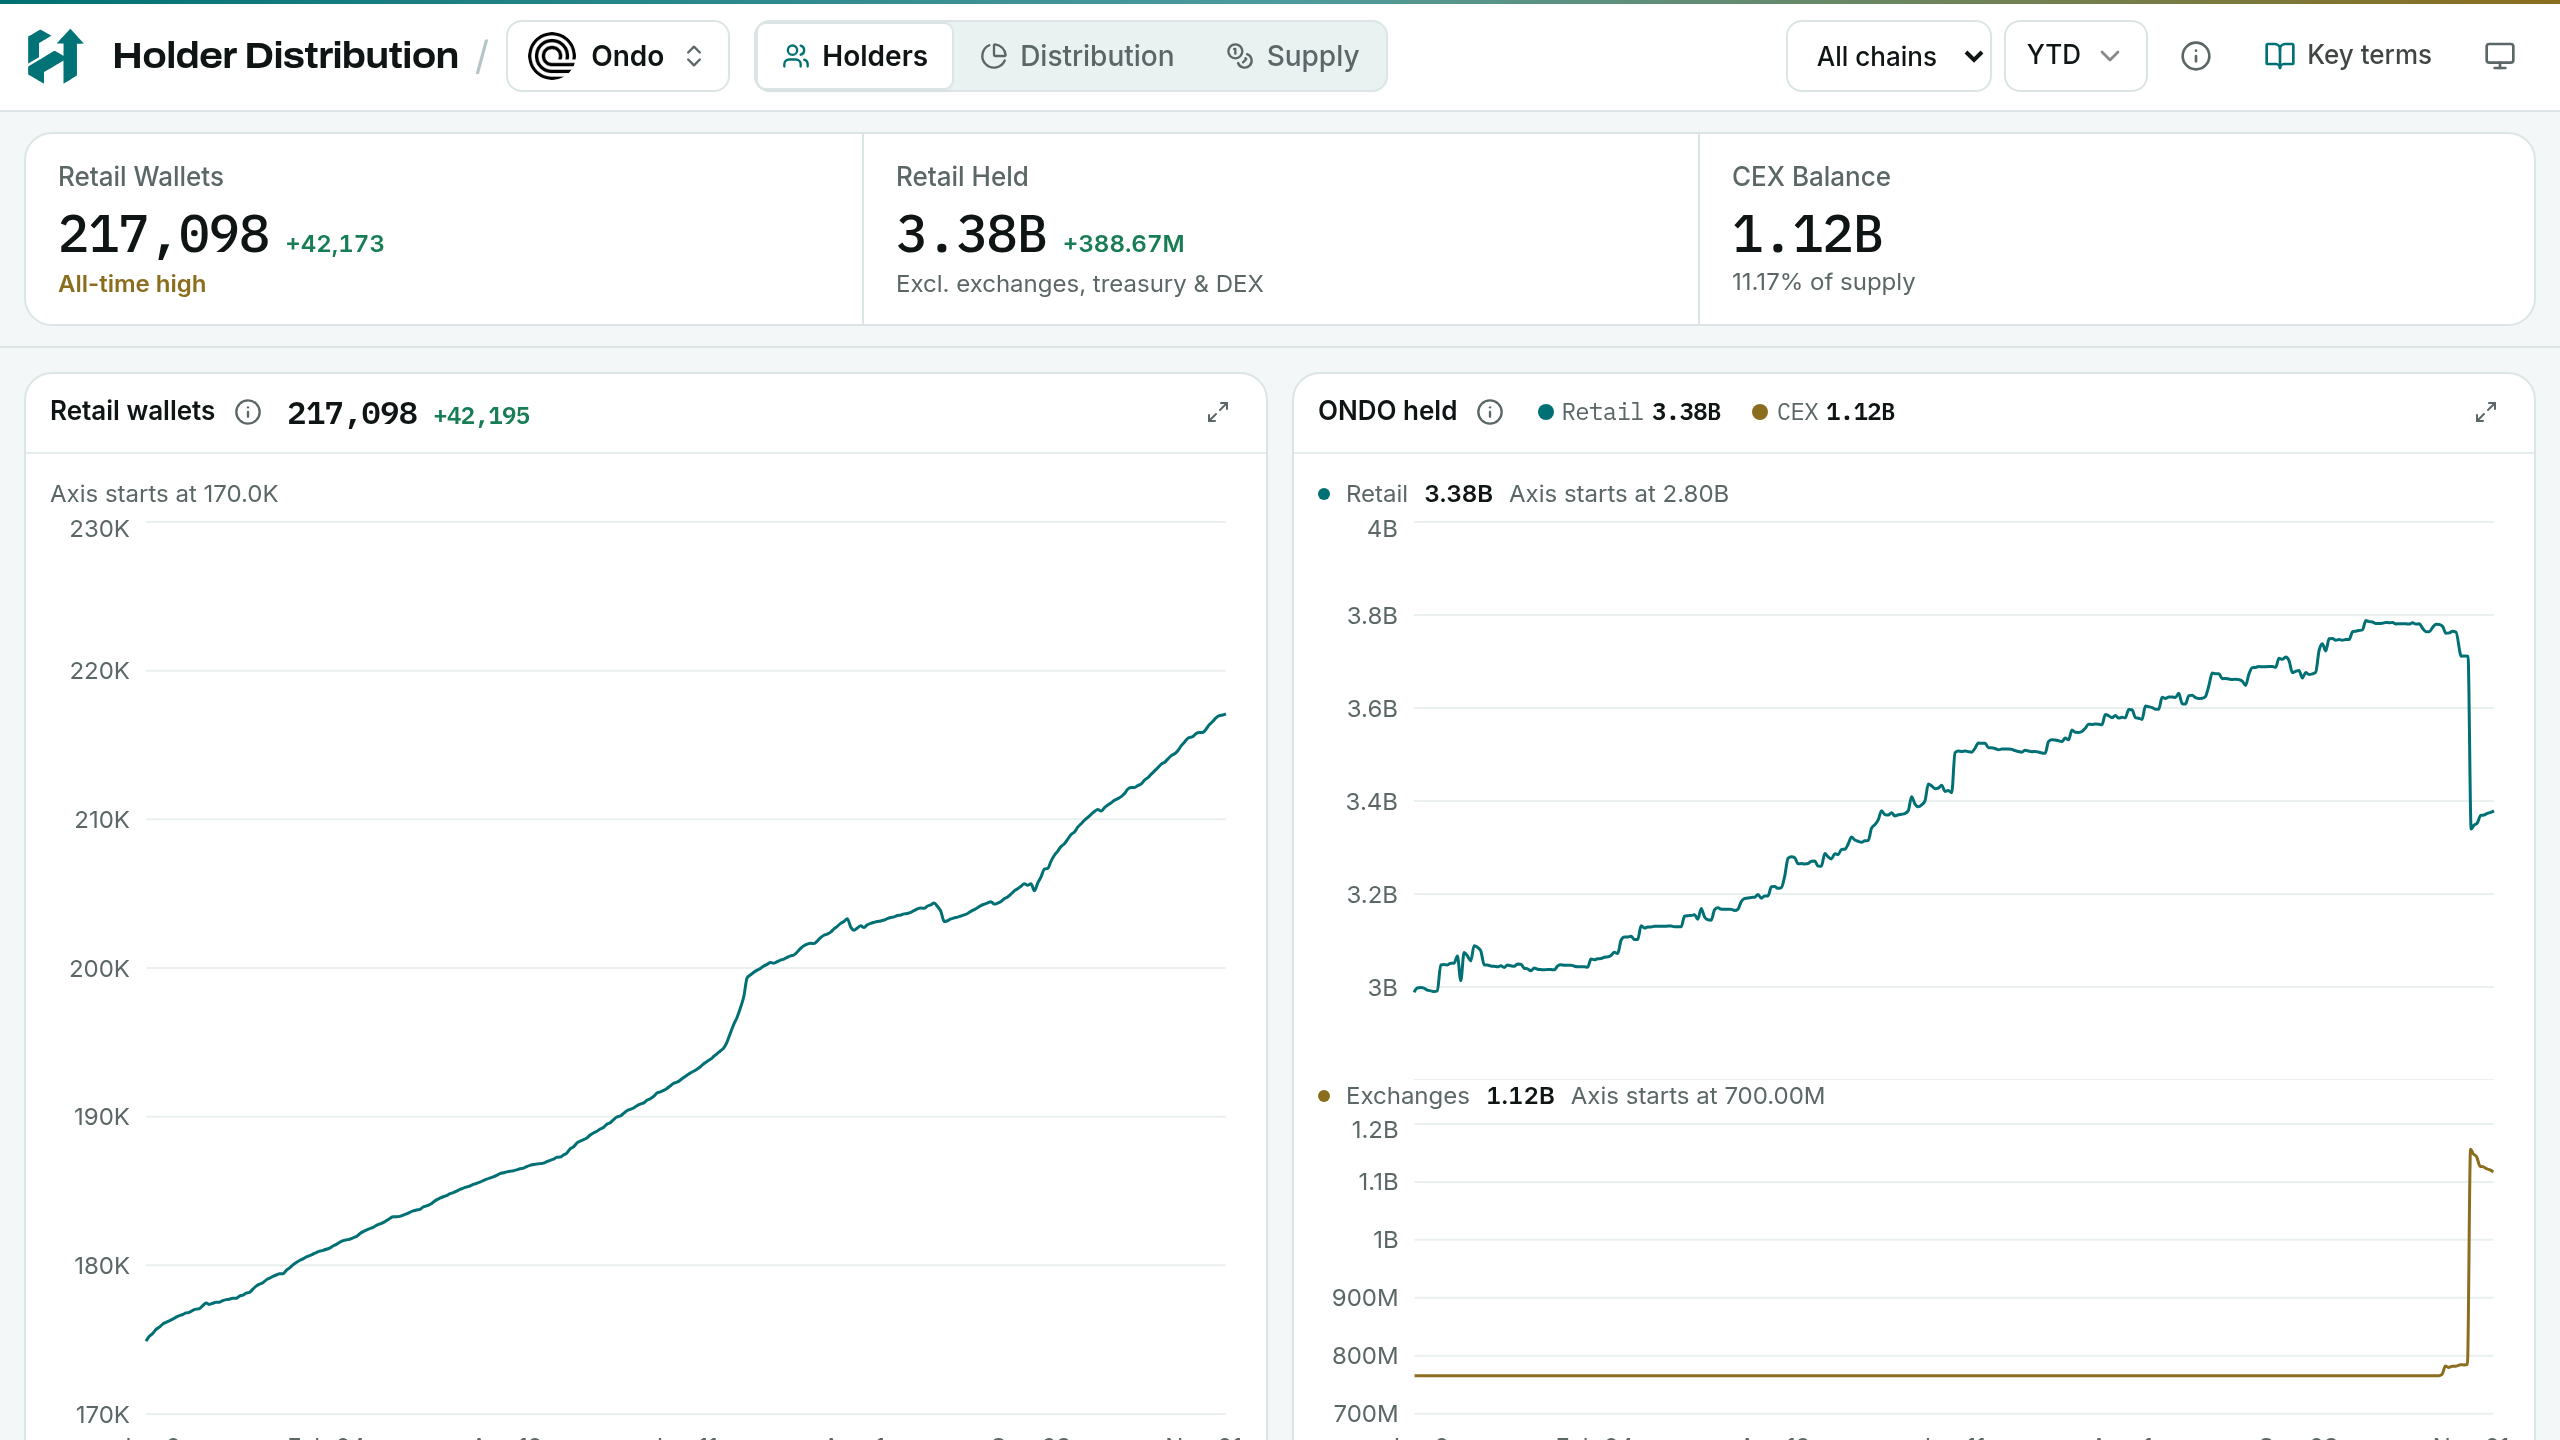 Holder Distribution / Ondo Holders Distribution Supply All chains YTD Key terms
Retail Wallets
217,098 +42,173
All-time high
Retail Held
3.38B +388.67M
Excl. exchanges, treasury & DEX
CEX Balance
1.12B
11.17% of supply
Retail wallets 217,098 +42,195
Axis starts at 170.0K
230K
220K
210K
200K
190K
180K
170K
ONDO held Retail 3.38B CEX 1.12B
Retail 3.38B Axis starts at 2.80B
4B
3.8B
3.6B
3.4B
3.2B
3B
Exchanges 1.12B Axis starts at 700.00M
1.2B
1.1B
1B
900M
800M
700M